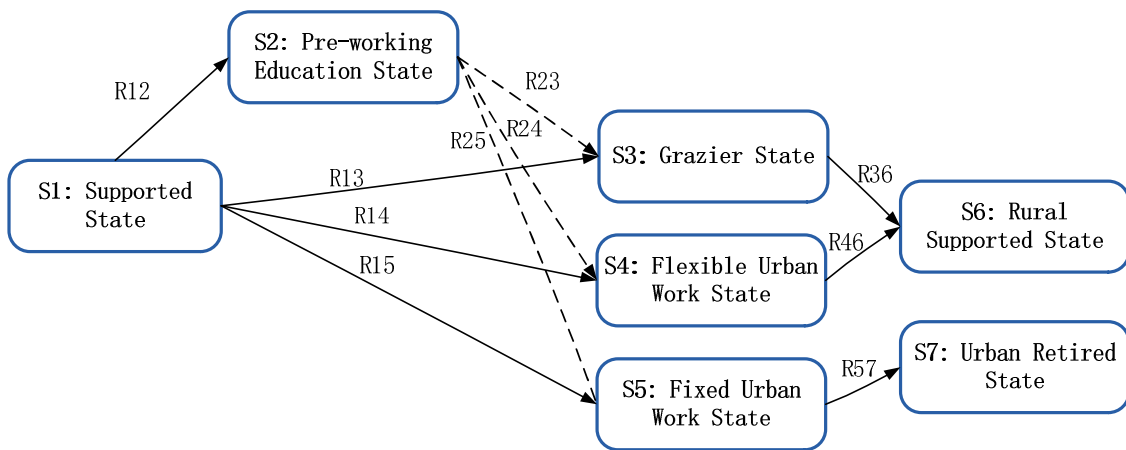 S2: Pre-working
Education State
R12
R23
R24
R25
S1: Supported
State
R13
R14
R15
S3: Grazier State
R36
S6: Rural
Supported State
S4: Flexible Urban
Work State
R46
S5: Fixed Urban
Work State
R57
S7: Urban Retired
State